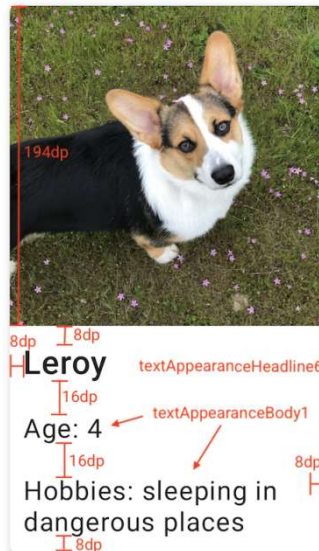 194dp
8dp
8dp
Leroy textAppearanceHeadline6
16dp
textAppearanceBody1
Age: 4
16dp
8dp
Hobbies: sleeping in
dangerous places
8dp